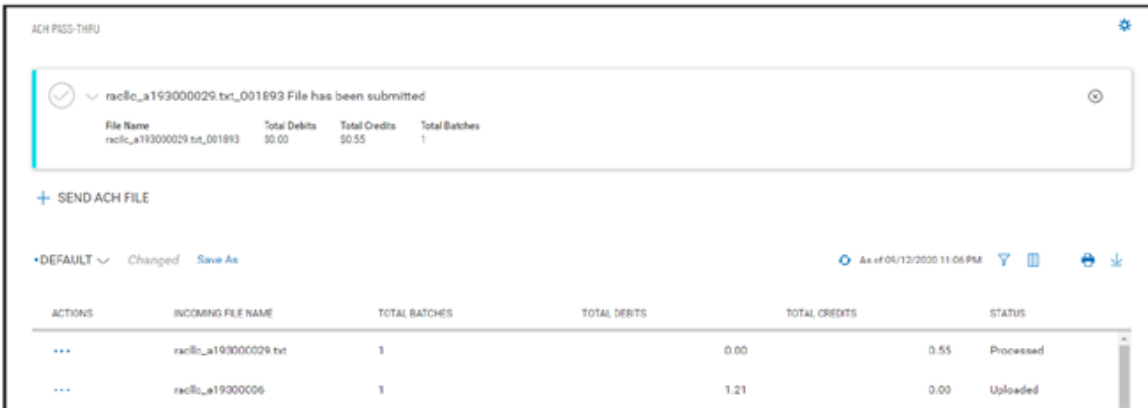 ACH PASS-THRU
racllc_a193000029.txt_001893 File has been submitted
File Name Total Debits Total Credits Total Batches
racllc_a193000029.txt_001893 $0.00 $0.55 1
SEND ACH FILE
DEFAULT Changed Save As As of 09/12/2020 11:06 PM
ACTIONS INCOMING FILE NAME TOTAL BATCHES TOTAL DEBITS TOTAL CREDITS STATUS
racllc_a193000029.txt 1 0.00 0.55 Processed
racllc_a19300006 1 1.21 0.00 Uploaded